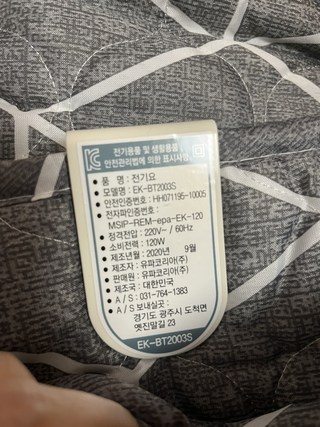 전기용품 및 생활용품
안전관리법에 의한 표시사항
• 품 명 : 전기요
• 모델명 : EK-BT2003S
• 안전인증번호 : HH071195-10005
• 전자파인증번호 :
MSIP-REM-epa-EK-120
• 정격전압 : 220V~ / 60Hz
• 소비전력 : 120W
• 제조년월 : 2020년 9월
• 제조자 : 유파코리아(주)
• 판매원 : 유파코리아(주)
• 제조국 : 대한민국
• A / S : 031-764-1383
• A / S 보내실곳 :
경기도 광주시 도척면
옛진말길 23
EK-BT2003S